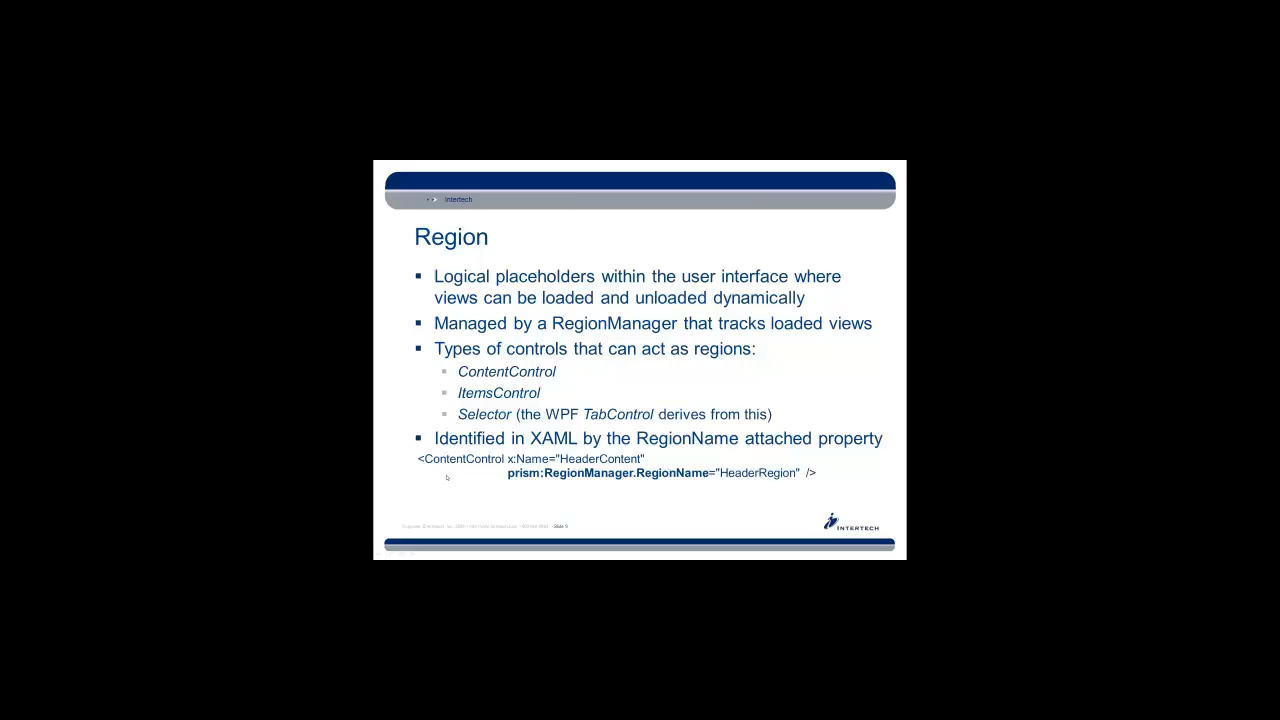 Intertech
Region
Logical placeholders within the user interface where
views can be loaded and unloaded dynamically
Managed by a RegionManager that tracks loaded views
Types of controls that can act as regions:
ContentControl
ItemsControl
Selector (the WPF TabControl derives from this)
Identified in XAML by the RegionName attached property
<ContentControl x:Name="HeaderContent"
prism:RegionManager.RegionName="HeaderRegion" />
Slide 9
INTERTECH